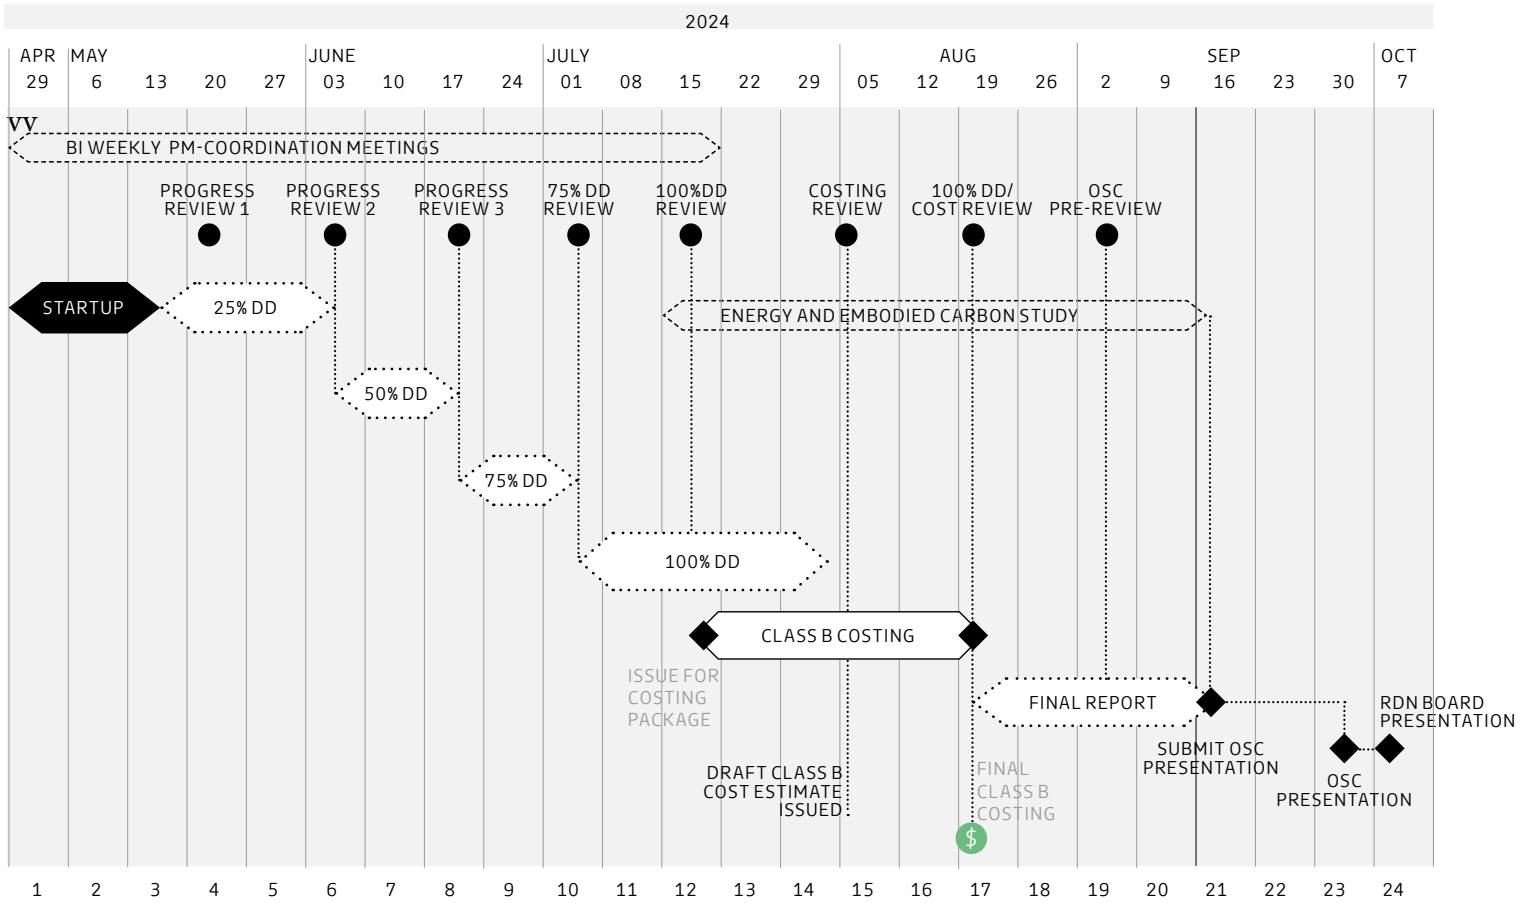 2024
APR MAY JUNE JULY AUG SEP OCT
29 6 13 20 27 03 10 17 24 01 08 15 22 29 05 12 19 26 2 9 16 23 30 7
VV
BI WEEKLY PM-COORDINATION MEETINGS
PROGRESS
REVIEW 1
PROGRESS
REVIEW 2
PROGRESS
REVIEW 3
75% DD
REVIEW
100%DD
REVIEW
COSTING
REVIEW
100% DD/
COST REVIEW
OSC
PRE-REVIEW
STARTUP
25% DD
ENERGY AND EMBODIED CARBON STUDY
50% DD
75% DD
100% DD
CLASS B COSTING
ISSUE FOR
COSTING
PACKAGE
FINAL REPORT
RDN BOARD
PRESENTATION
SUBMIT OSC
PRESENTATION
OSC
PRESENTATION
DRAFT CLASS B
COST ESTIMATE
ISSUED
FINAL
CLASS B
COSTING
$
1 2 3 4 5 6 7 8 9 10 11 12 13 14 15 16 17 18 19 20 21 22 23 24